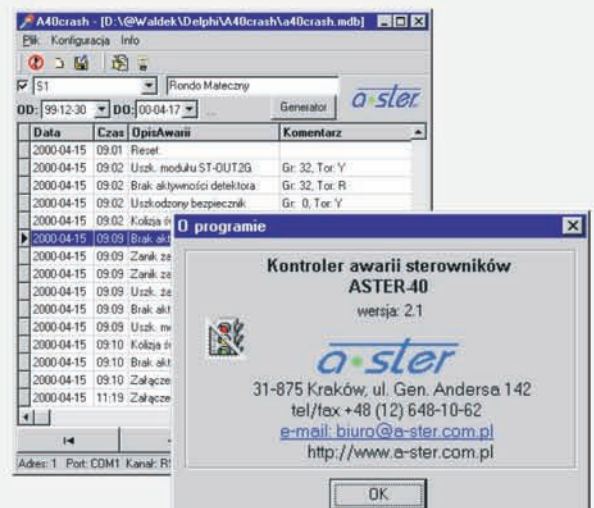 A40crash - [D:\@Waldek\Delphi\A40crash\a40crash.mdb]
Plik Konfiguracja Info
S1 Rondo Mateczny
OD: 99-12-30 DO: 00-04-17 ... Generator a-ster
Data Czas OpisAwarii Komentarz
2000-04-15 09:01 Reset
2000-04-15 09:02 Uszk. modułu ST-OUT2G Gr: 32, Tor: Y
2000-04-15 09:02 Brak aktywności detektora Gr: 32, Tor: R
2000-04-15 09:02 Uszkodzony bezpiecznik Gr: 0, Tor: Y
2000-04-15 09:02 Kolizja
2000-04-15 09:09 Brak
2000-04-15 09:09 Zanik
2000-04-15 09:09 Zanik
2000-04-15 09:09 Uszk.
2000-04-15 09:09 Brak
2000-04-15 09:09 Uszk.
2000-04-15 09:10 Kolizja
2000-04-15 09:10 Brak
2000-04-15 09:10
2000-04-15 11:19
Adres: 1 Port: COM1 Kanał:
O programie
Kontroler awarii sterowników
ASTER-40
wersja: 2.1
a-ster
31-875 Kraków, ul. Gen. Andersa 142
tel/fax +48 (12) 648-10-62
e-mail: biuro@a-ster.com.pl
http://www.a-ster.com.pl
OK